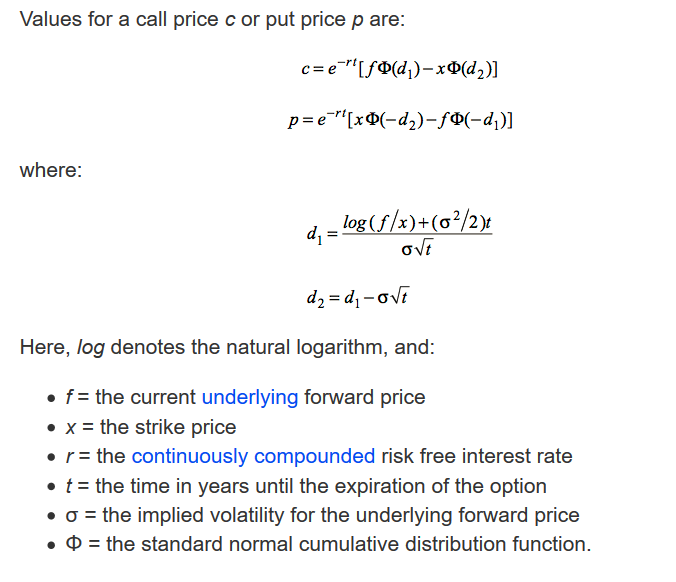 Values for a call price c or put price p are:
c = e^{-rt}[fΦ(d₁) − xΦ(d₂)]
p = e^{-rt}[xΦ(−d₂) − fΦ(−d₁)]
where:
d₁ = \frac{log(f/x)+(σ²/2)t}{σ√t}
d₂ = d₁ − σ√t
Here, log denotes the natural logarithm, and:
• f = the current underlying forward price
• x = the strike price
• r = the continuously compounded risk free interest rate
• t = the time in years until the expiration of the option
• σ = the implied volatility for the underlying forward price
• Φ = the standard normal cumulative distribution function.